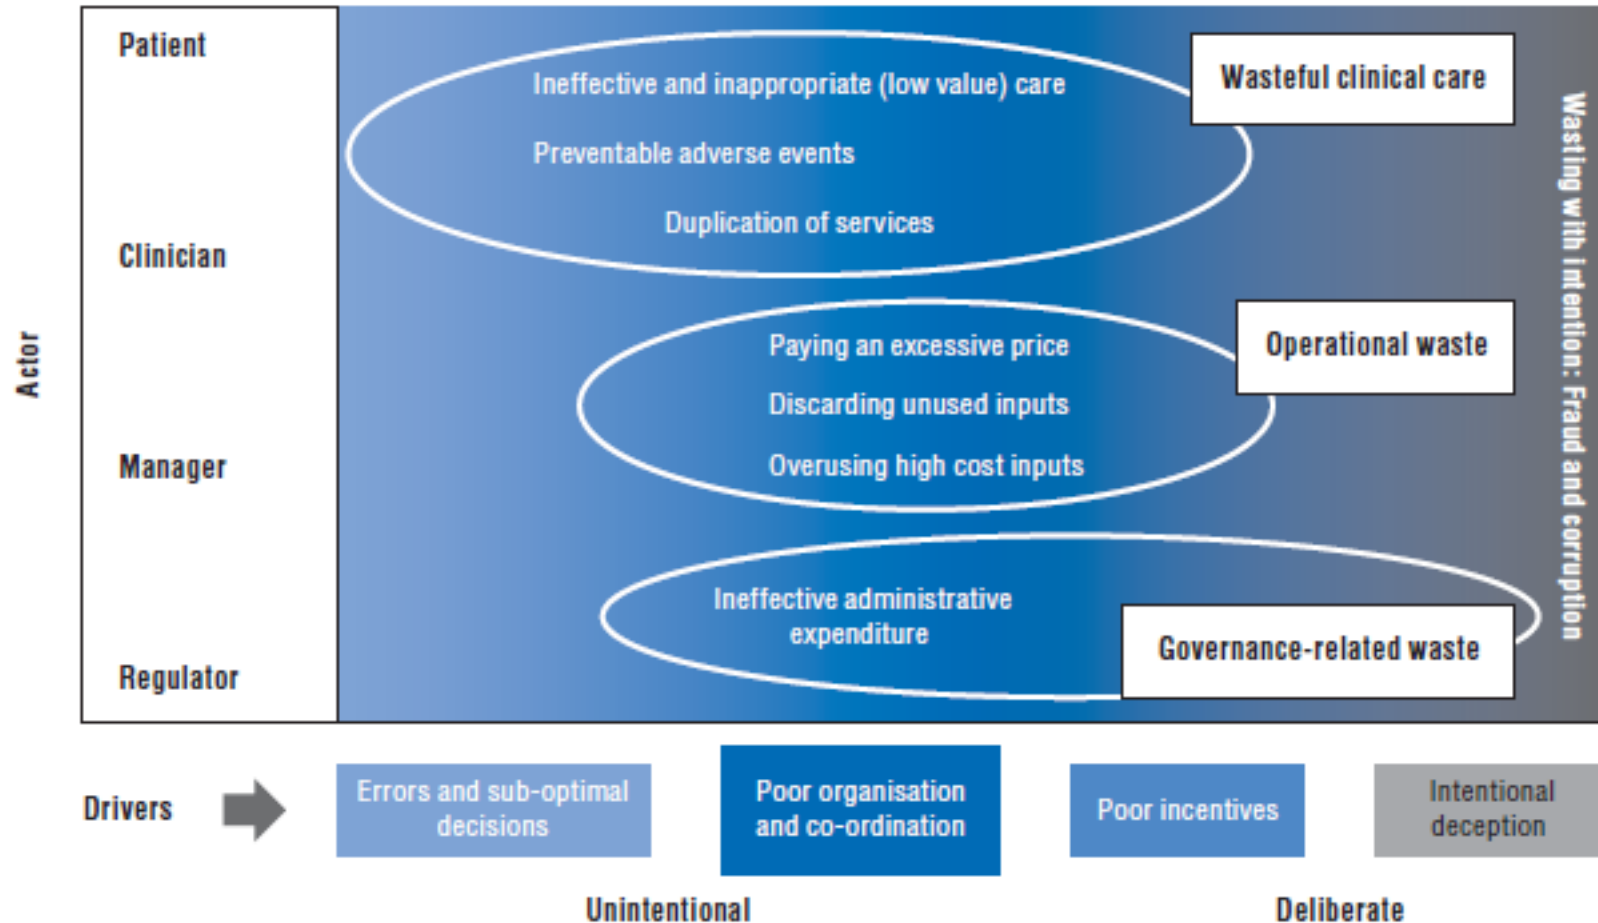 Patient
Ineffective and inappropriate (low value) care
Wasteful clinical care
Preventable adverse events
Duplication of services
Clinician
Paying an excessive price
Operational waste
Discarding unused inputs
Manager
Overusing high cost inputs
Ineffective administrative
expenditure
Governance-related waste
Regulator
Actor
Wasting with intention: Fraud and corruption
Drivers
Errors and sub-optimal
decisions
Poor organisation
and co-ordination
Poor incentives
Intentional
deception
Unintentional
Deliberate